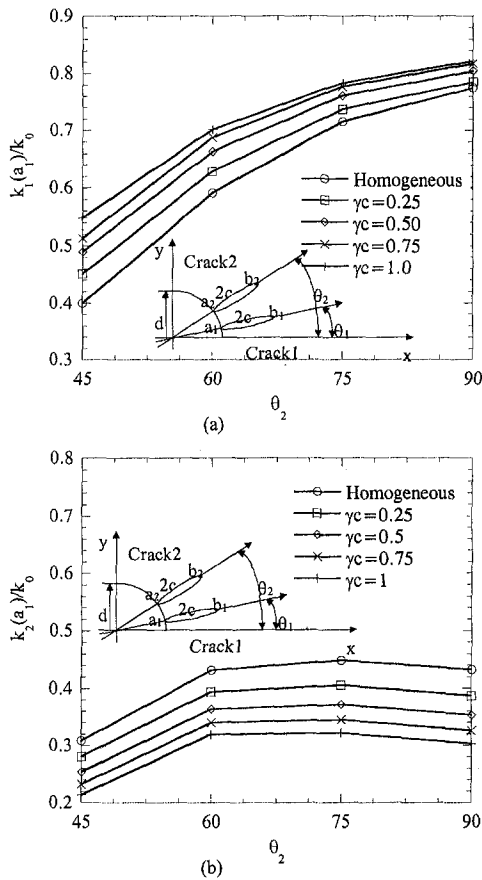 0.9
0.8
0.7
0.6
0.5
0.4
0.3
k₁(a₁)/k₀
Homogeneous
γc=0.25
γc=0.50
γc=0.75
γc=1.0
y
Crack2
b₂
2c
a₂
θ₂
d
a₁
2c
b₁
θ₁
Crack1
x
45 60 75 90
θ₂
(a)
0.8
0.7
0.6
0.5
0.4
0.3
0.2
k₂(a₁)/k₀
Homogeneous
γc=0.25
γc=0.5
γc=0.75
γc=1
y
Crack2
b₂
2c
a₂
θ₂
d
a₁
2c
b₁
θ₁
Crack1
x
45 60 75 90
θ₂
(b)